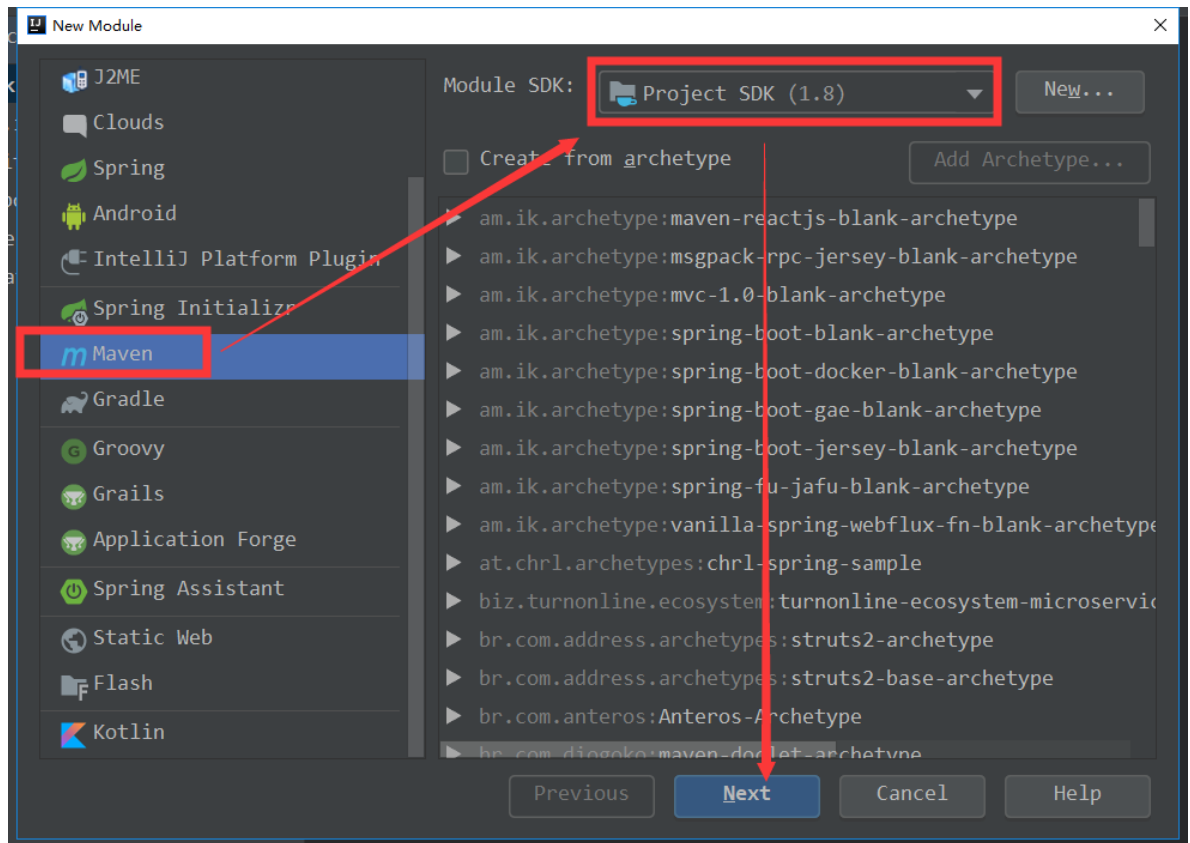 New Module
J2ME
Clouds
Spring
Android
IntelliJ Platform Plugin
Spring Initializr
Maven
Gradle
Groovy
Grails
Application Forge
Spring Assistant
Static Web
Flash
Kotlin
Module SDK: Project SDK (1.8) New...
Create from archetype Add Archetype...
am.ik.archetype:maven-reactjs-blank-archetype
am.ik.archetype:msgpack-rpc-jersey-blank-archetype
am.ik.archetype:mvc-1.0-blank-archetype
am.ik.archetype:spring-boot-blank-archetype
am.ik.archetype:spring-boot-docker-blank-archetype
am.ik.archetype:spring-boot-gae-blank-archetype
am.ik.archetype:spring-boot-jersey-blank-archetype
am.ik.archetype:spring-fu-jafu-blank-archetype
am.ik.archetype:vanilla-spring-webflux-fn-blank-archetype
at.chrl.archetypes:chrl-spring-sample
biz.turnonline.ecosystem:turnonline-ecosystem-microservic
br.com.address.archetypes:struts2-archetype
br.com.address.archetypes:struts2-base-archetype
br.com.anteros:Anteros-Archetype
br.com.diogoko:maven-doclet-archetype
Previous Next Cancel Help